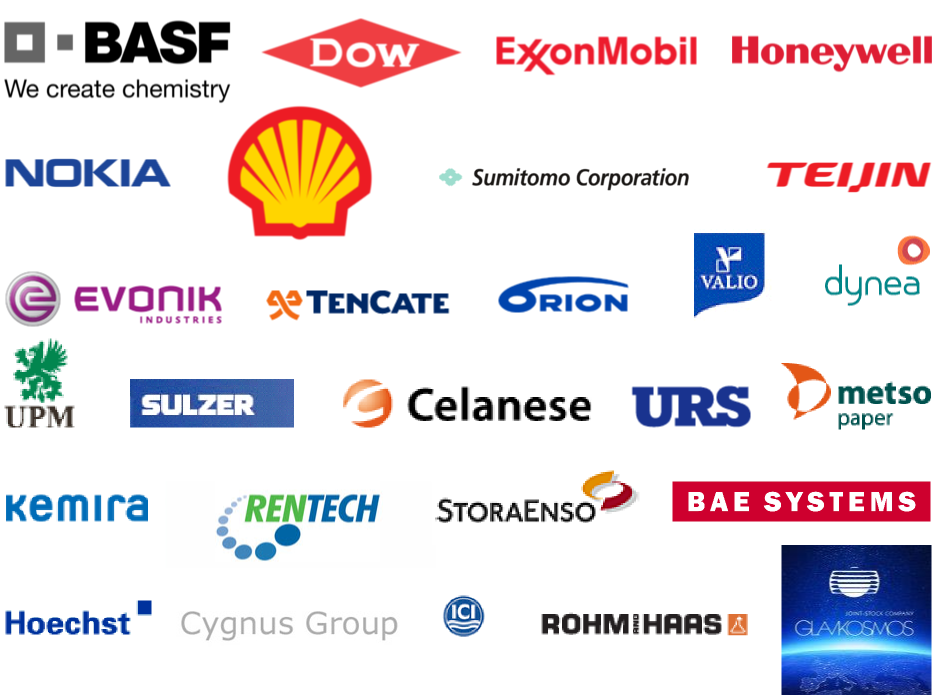 BASF
We create chemistry
Dow
ExxonMobil
Honeywell
NOKIA
Sumitomo Corporation
TEIJIN
EVONIK
INDUSTRIES
TENCATE
ORION
VALIO
dynea
UPM
SULZER
Celanese
URS
metso
paper
kemira
RENTECH
STORAENSO
BAE SYSTEMS
Hoechst
Cygnus Group
ICI
ROHM AND HAAS
JOINT-STOCK COMPANY
GLAVKOSMOS